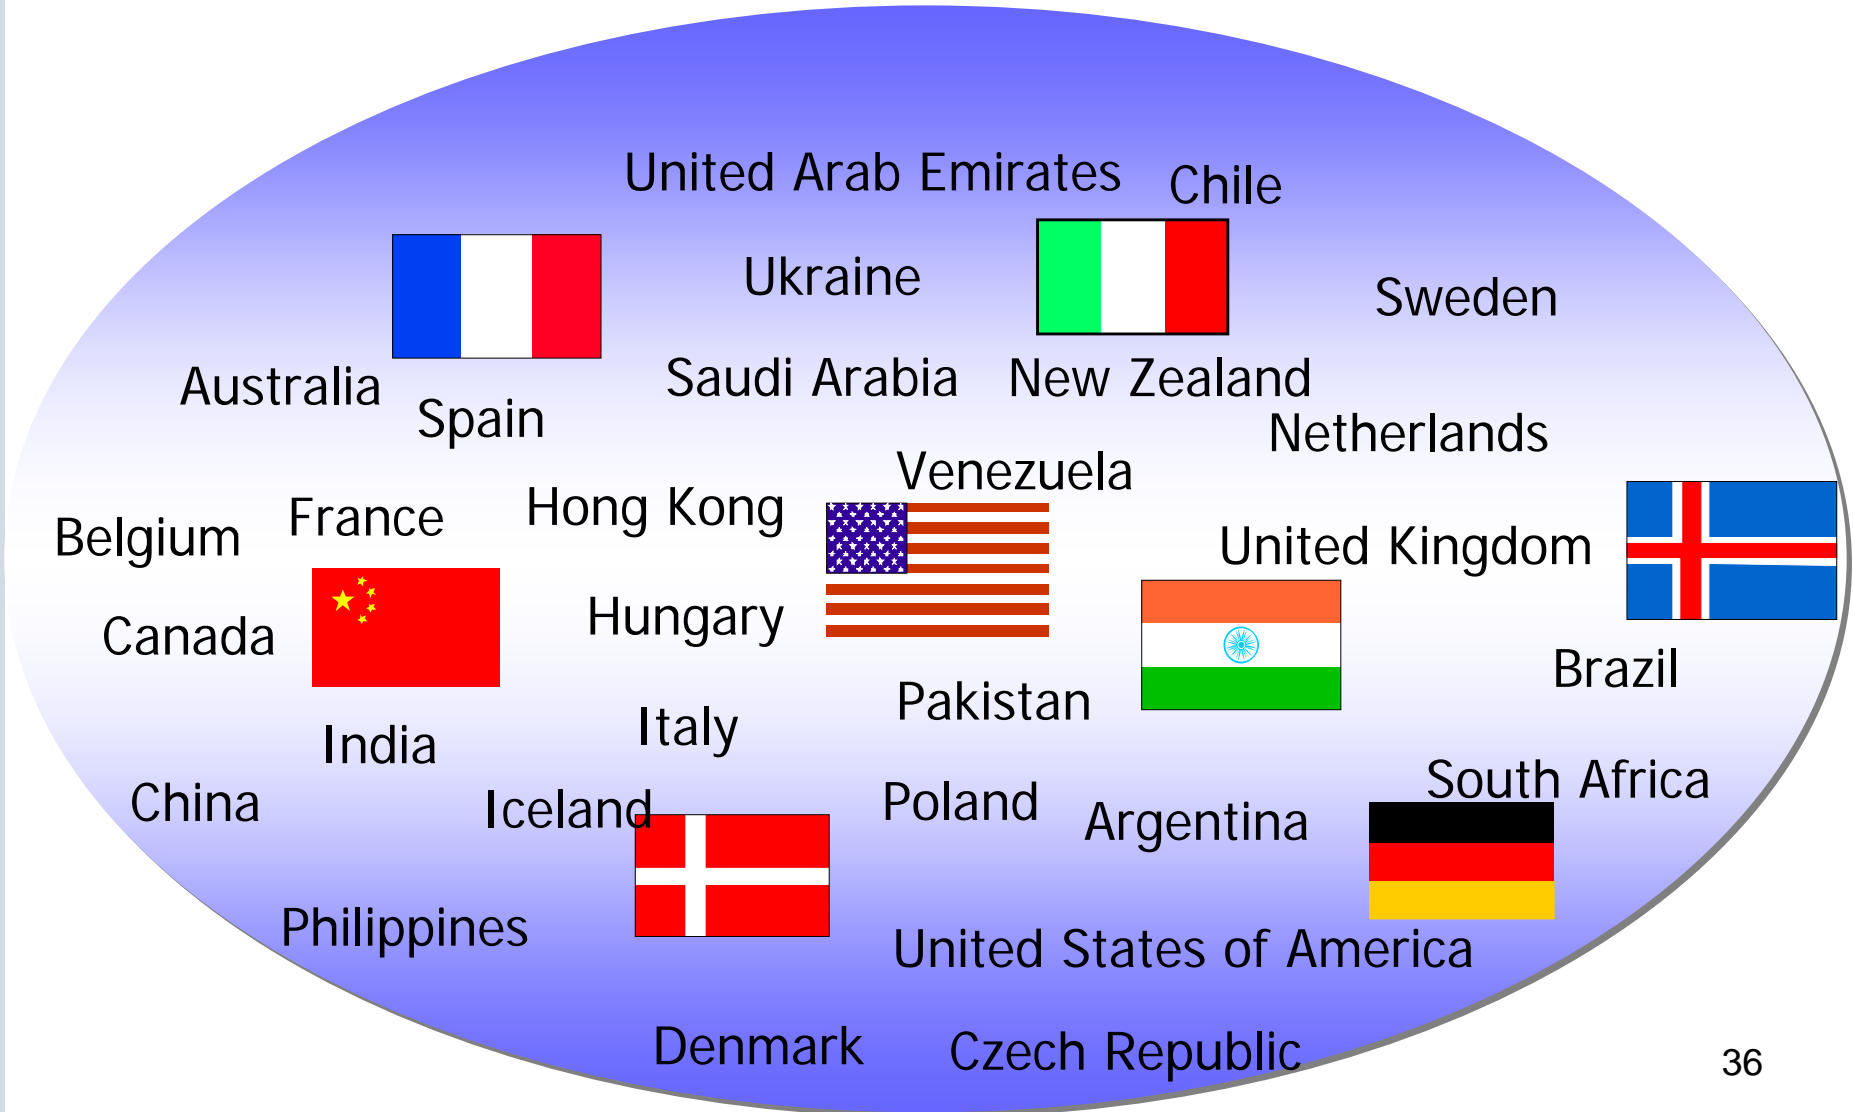 United Arab Emirates
Chile
Ukraine
Sweden
Saudi Arabia
New Zealand
Australia
Spain
Netherlands
Venezuela
Hong Kong
France
Belgium
United Kingdom
Hungary
Canada
Brazil
Pakistan
Italy
India
South Africa
China
Iceland
Poland
Argentina
Philippines
United States of America
Denmark
Czech Republic
36